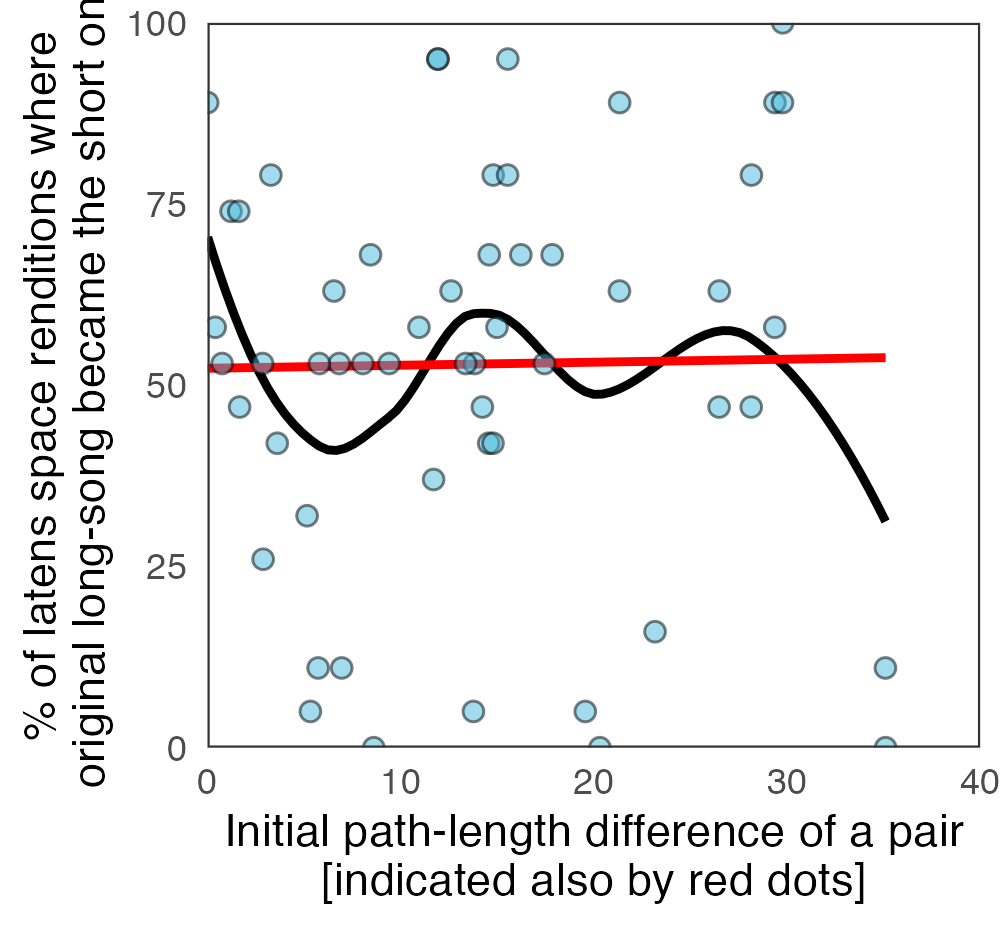 % of latens space renditions where
original long-song became the short on
100
75
50
25
0
0 10 20 30 40
Initial path-length difference of a pair
[indicated also by red dots]